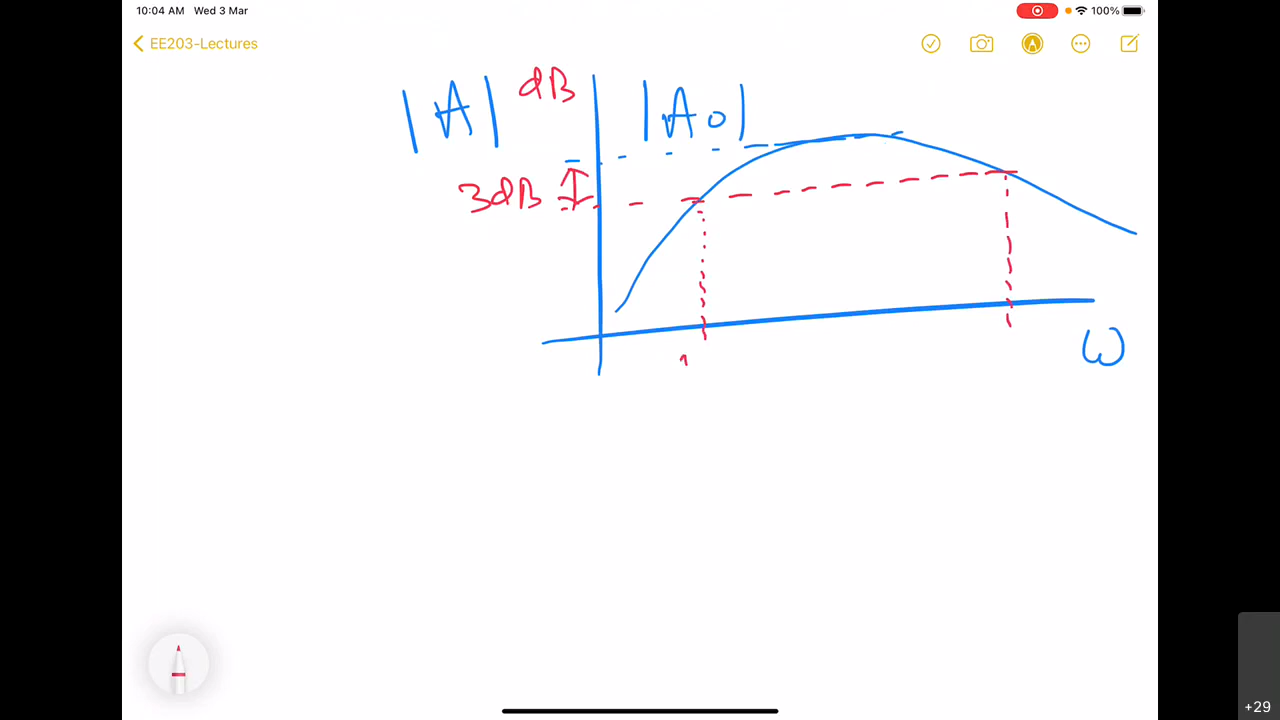 10:04 AM Wed 3 Mar
100%
EE203-Lectures
|A| dB
|A0|
3dB
ω
+29